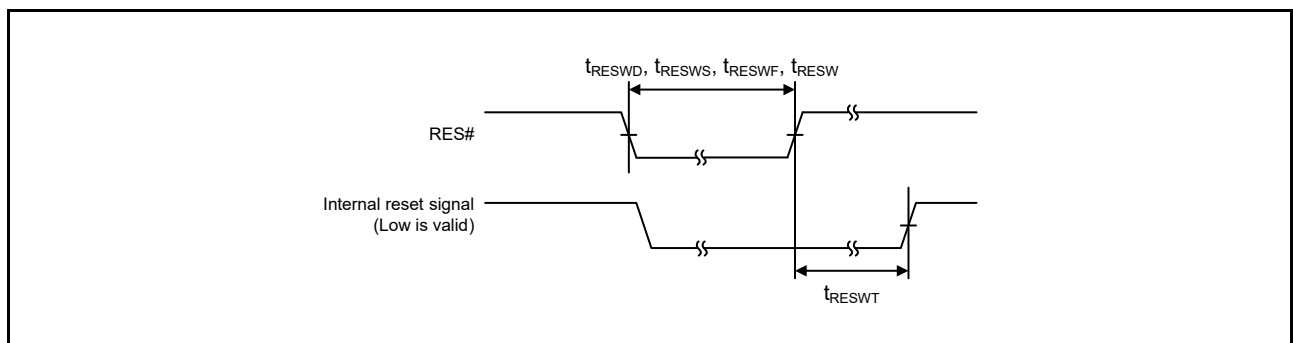 tRESWD, tRESWS, tRESWF, tRESW
RES#
Internal reset signal
(Low is valid)
tRESWT